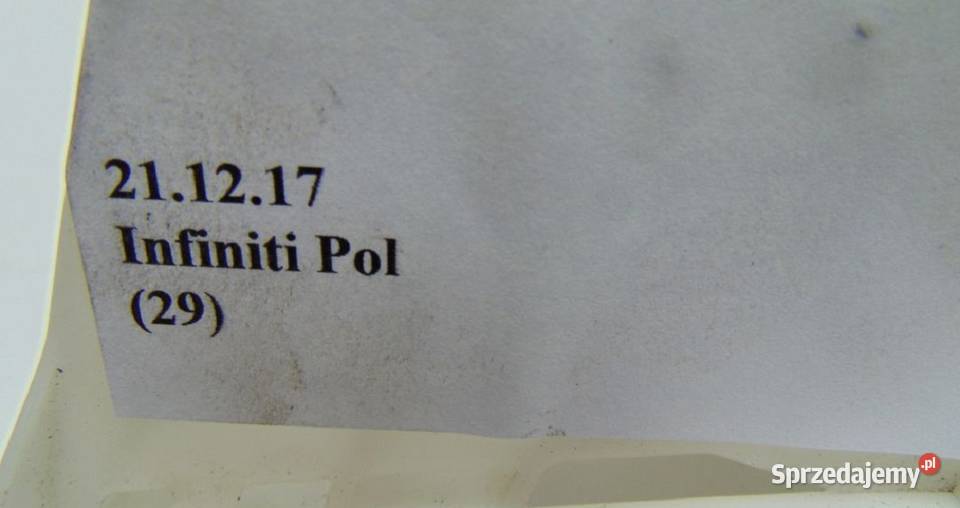 21.12.17
Infiniti Pol
(29)
Sprzedajemy.pl